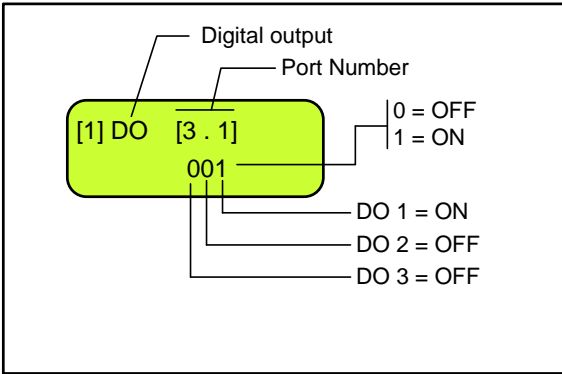 Digital output
Port Number
[1] DO [3 . 1]
0 = OFF
1 = ON
001
DO 1 = ON
DO 2 = OFF
DO 3 = OFF